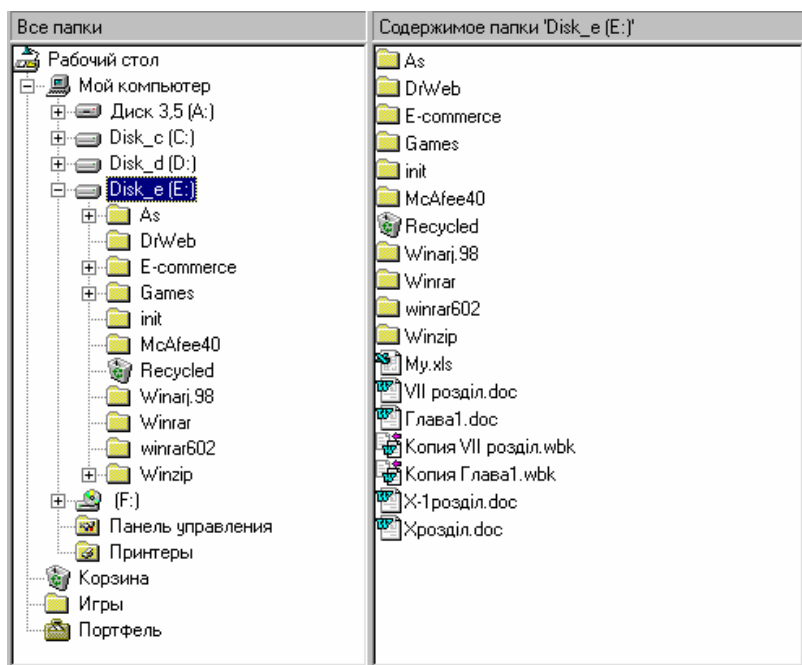 Все папки
Рабочий стол
Мой компьютер
Диск 3,5 (A:)
Disk_c (C:)
Disk_d (D:)
Disk_e (E:)
As
DrWeb
E-commerce
Games
init
McAfee40
Recycled
Winarj.98
Winrar
winrar602
Winzip
(F:)
Панель управления
Принтеры
Корзина
Игры
Портфель
Содержимое папки 'Disk_e (E:)'
As
DrWeb
E-commerce
Games
init
McAfee40
Recycled
Winarj.98
Winrar
winrar602
Winzip
My.xls
VII розділ.doc
Глава1.doc
Копия VII розділ.wbk
Копия Глава1.wbk
X-1розділ.doc
Xрозділ.doc